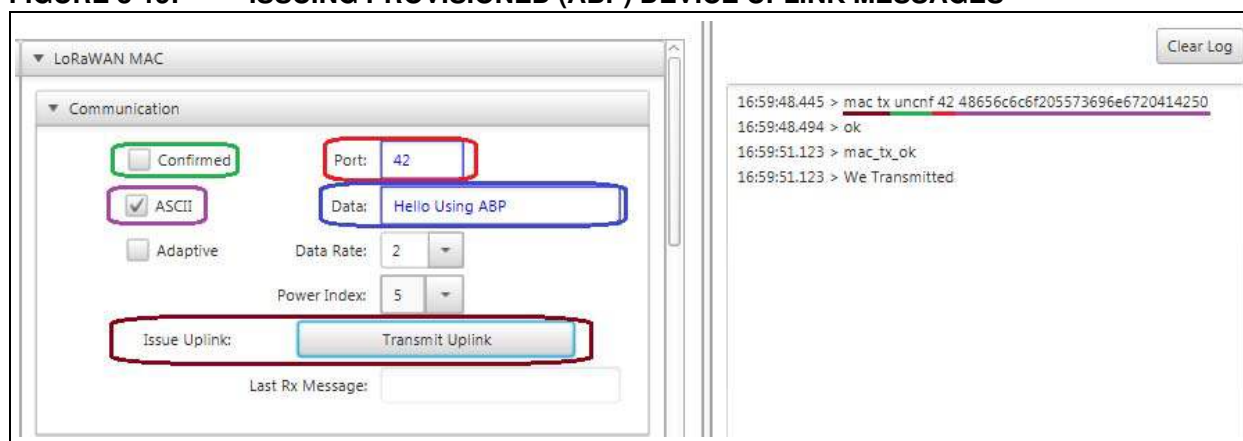 FIGURE 3-13: ISSUING PROVISIONED (ABP) DEVICE UPLINK MESSAGES
LoRaWAN MAC
Communication
Confirmed Port: 42
ASCII Data: Hello Using ABP
Adaptive Data Rate: 2
Power Index: 5
Issue Uplink: Transmit Uplink
Last Rx Message:
Clear Log
16:59:48.445 > mac tx uncnf 42 48656c6c6f205573696e6720414250
16:59:48.494 > ok
16:59:51.123 > mac_tx_ok
16:59:51.123 > We Transmitted